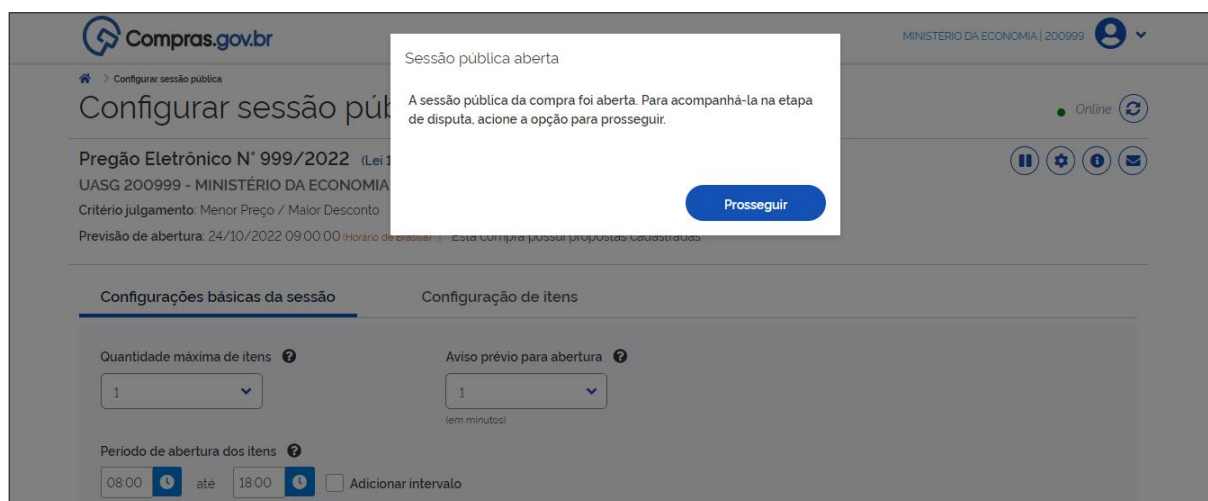 Compras.gov.br
MINISTÉRIO DA ECONOMIA | 200999
Sessão pública aberta
A sessão pública da compra foi aberta. Para acompanhá-la na etapa
de disputa, acione a opção para prosseguir.
Prosseguir
Configurar sessão pública
Configurar sessão púb
Online
Pregão Eletrônico N° 999/2022 (Lei 1
UASG 200999 - MINISTÉRIO DA ECONOMIA
Critério julgamento: Menor Preço / Maior Desconto
Previsão de abertura: 24/10/2022 09:00:00 (Horário de Brasília) | Esta compra possui propostas cadastradas
Configurações básicas da sessão Configuração de itens
Quantidade máxima de itens Aviso prévio para abertura
1 1
(em minutos)
Período de abertura dos itens
08:00 até 18:00 Adicionar intervalo